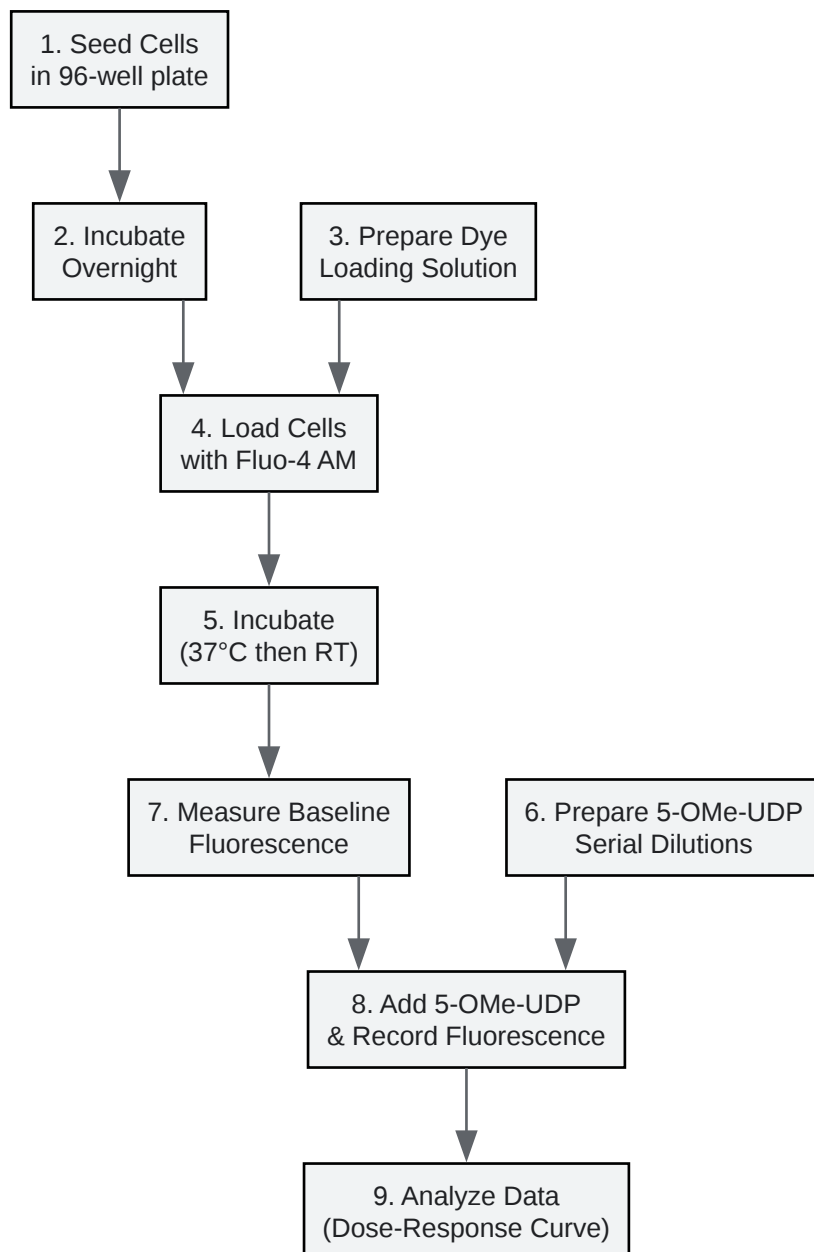 1. Seed Cells
in 96-well plate
2. Incubate
Overnight
3. Prepare Dye
Loading Solution
4. Load Cells
with Fluo-4 AM
5. Incubate
(37°C then RT)
7. Measure Baseline
Fluorescence
6. Prepare 5-OMe-UDP
Serial Dilutions
8. Add 5-OMe-UDP
& Record Fluorescence
9. Analyze Data
(Dose-Response Curve)